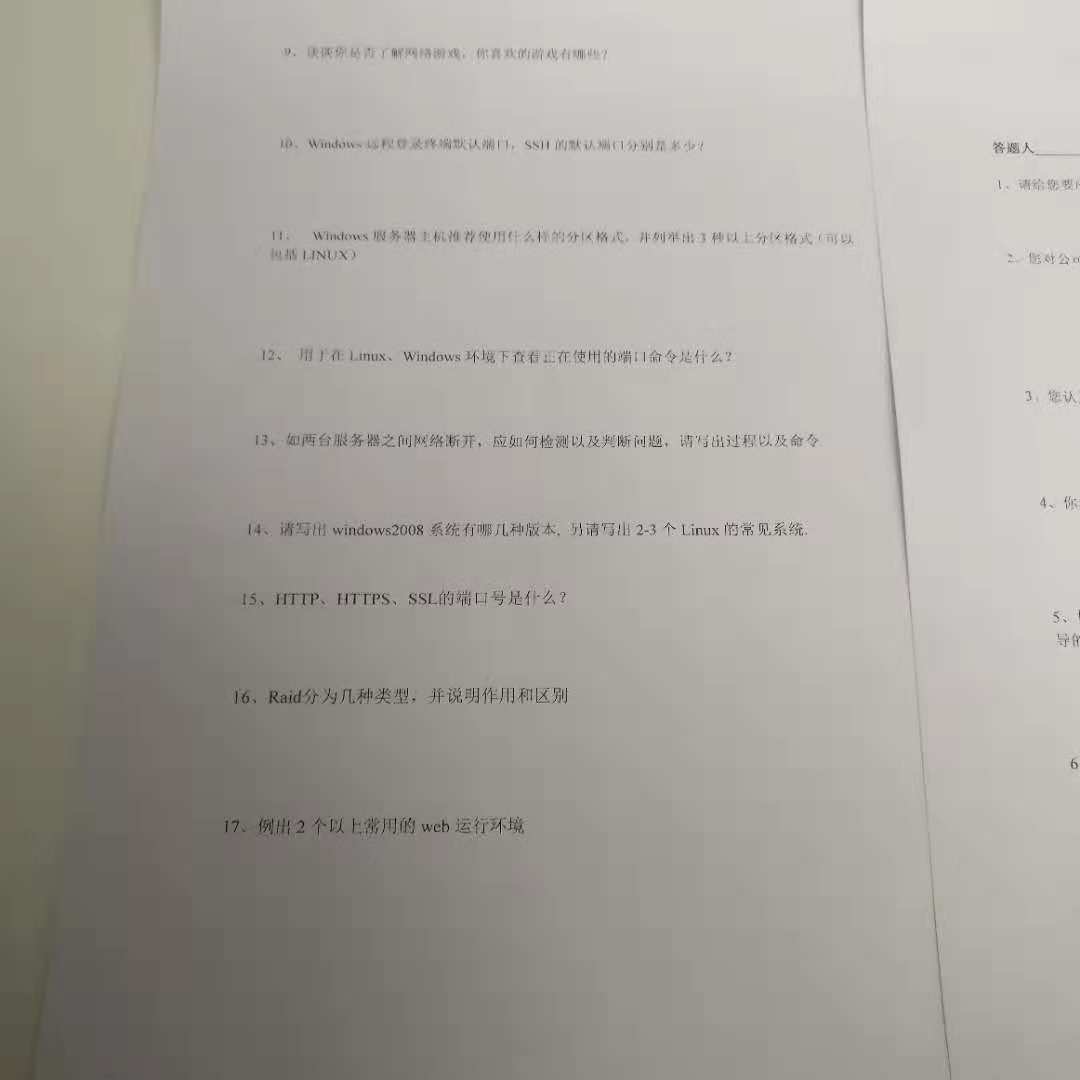 9、谈谈你是否了解网络游戏，你喜欢的游戏有哪些？
10、Windows 远程登录终端默认端口，SSH 的默认端口分别是多少？
11、 Windows 服务器主机推荐使用什么样的分区格式，并列举出 3 种以上分区格式（可以
包括 LINUX）
12、 用于在 Linux、Windows 环境下查看正在使用的端口命令是什么？
13、如两台服务器之间网络断开，应如何检测以及判断问题，请写出过程以及命令
14、请写出 windows2008 系统有哪几种版本, 另请写出 2-3 个 Linux 的常见系统.
15、HTTP、HTTPS、SSL的端口号是什么？
16、Raid分为几种类型，并说明作用和区别
17、例出 2 个以上常用的 web 运行环境
答题人
1、请给您要
2、您对公
3、您认
4、你
5、
导的
6